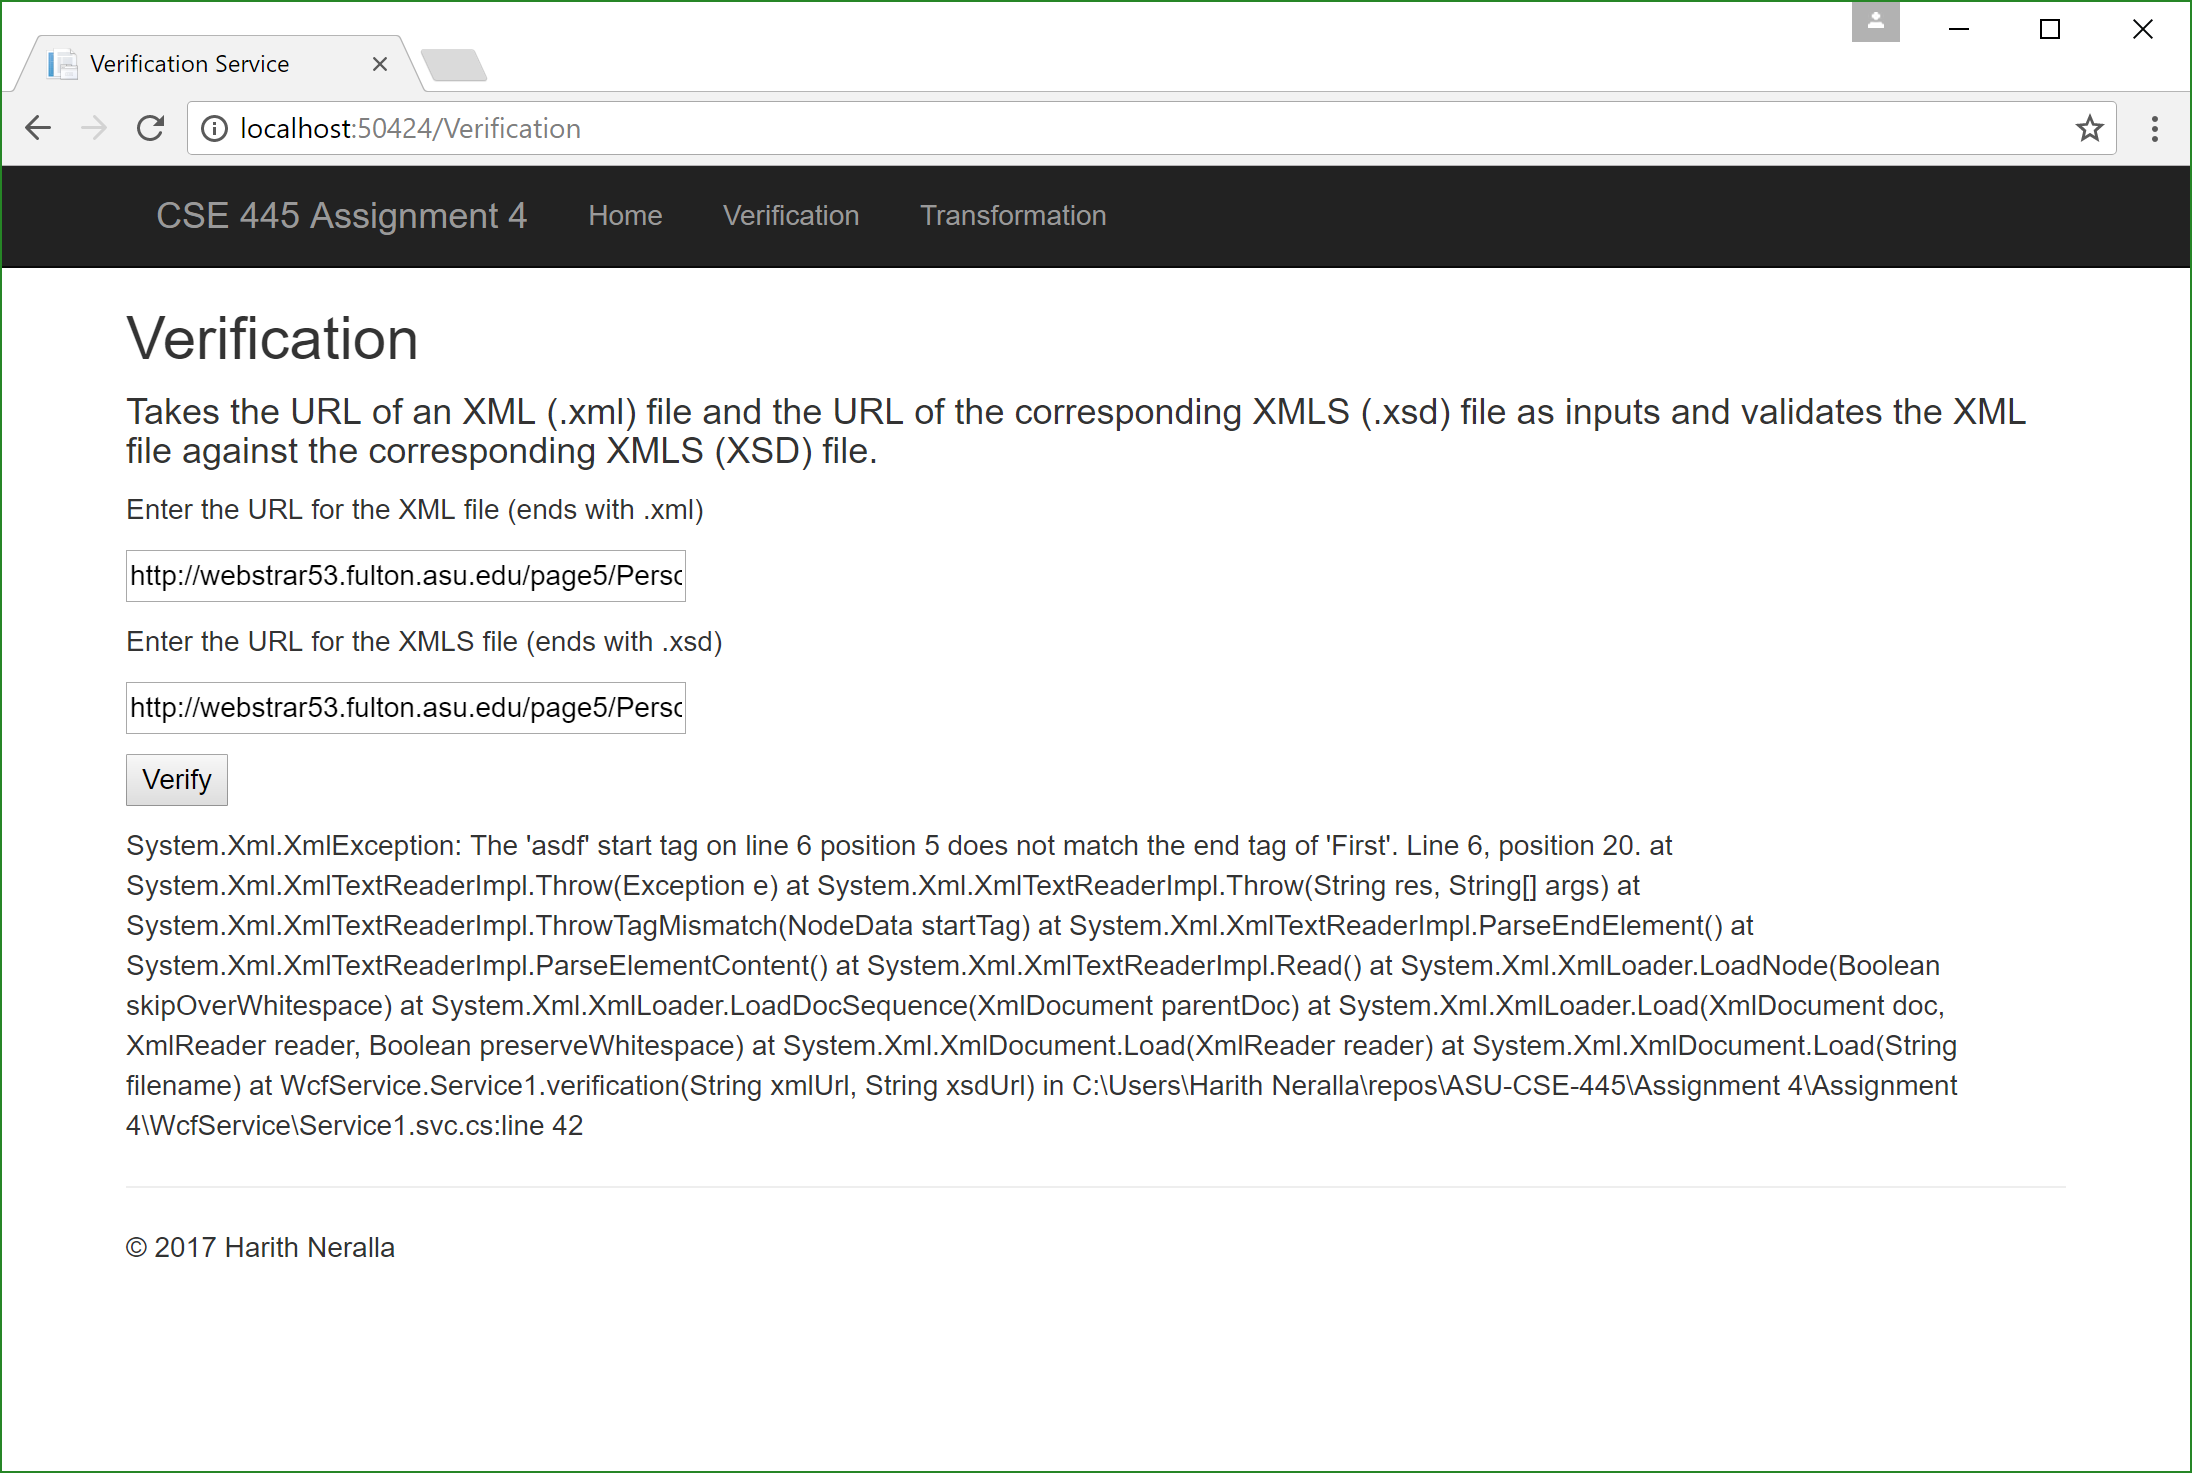 Verification Service
localhost:50424/Verification
CSE 445 Assignment 4 Home Verification Transformation
Verification
Takes the URL of an XML (.xml) file and the URL of the corresponding XMLS (.xsd) file as inputs and validates the XML
file against the corresponding XMLS (XSD) file.
Enter the URL for the XML file (ends with .xml)
http://webstrar53.fulton.asu.edu/page5/Perso
Enter the URL for the XMLS file (ends with .xsd)
http://webstrar53.fulton.asu.edu/page5/Perso
Verify
System.Xml.XmlException: The 'asdf' start tag on line 6 position 5 does not match the end tag of 'First'. Line 6, position 20. at
System.Xml.XmlTextReaderImpl.Throw(Exception e) at System.Xml.XmlTextReaderImpl.Throw(String res, String[] args) at
System.Xml.XmlTextReaderImpl.ThrowTagMismatch(NodeData startTag) at System.Xml.XmlTextReaderImpl.ParseEndElement() at
System.Xml.XmlTextReaderImpl.ParseElementContent() at System.Xml.XmlTextReaderImpl.Read() at System.Xml.XmlLoader.LoadNode(Boolean
skipOverWhitespace) at System.Xml.XmlLoader.LoadDocSequence(XmlDocument parentDoc) at System.Xml.XmlLoader.Load(XmlDocument doc,
XmlReader reader, Boolean preserveWhitespace) at System.Xml.XmlDocument.Load(XmlReader reader) at System.Xml.XmlDocument.Load(String
filename) at WcfService.Service1.verification(String xmlUrl, String xsdUrl) in C:\Users\Harith Neralla\repos\ASU-CSE-445\Assignment 4\Assignment
4\WcfService\Service1.svc.cs:line 42
© 2017 Harith Neralla